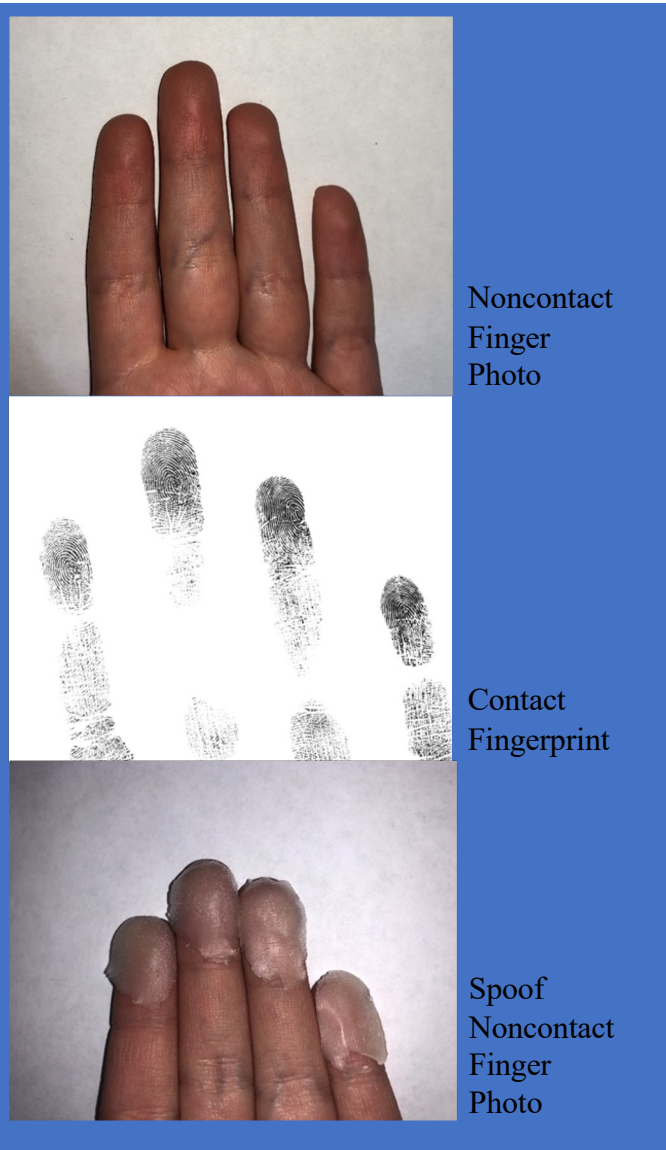 Noncontact
Finger
Photo
Contact
Fingerprint
Spoof
Noncontact
Finger
Photo